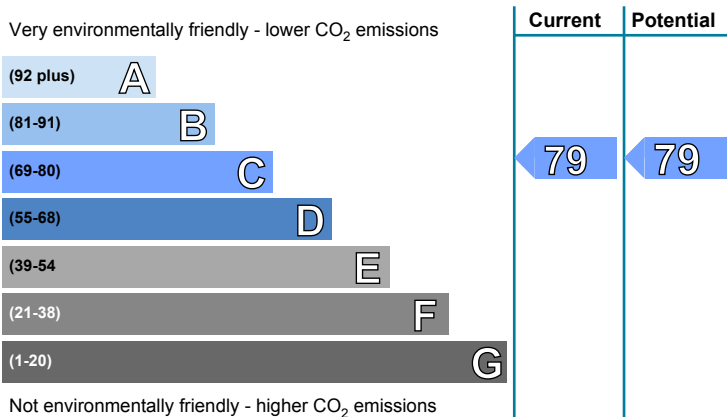 Very environmentally friendly - lower CO₂ emissions
Current Potential
(92 plus) A
(81-91) B
(69-80) C
79 79
(55-68) D
(39-54 E
(21-38) F
(1-20) G
Not environmentally friendly - higher CO₂ emissions